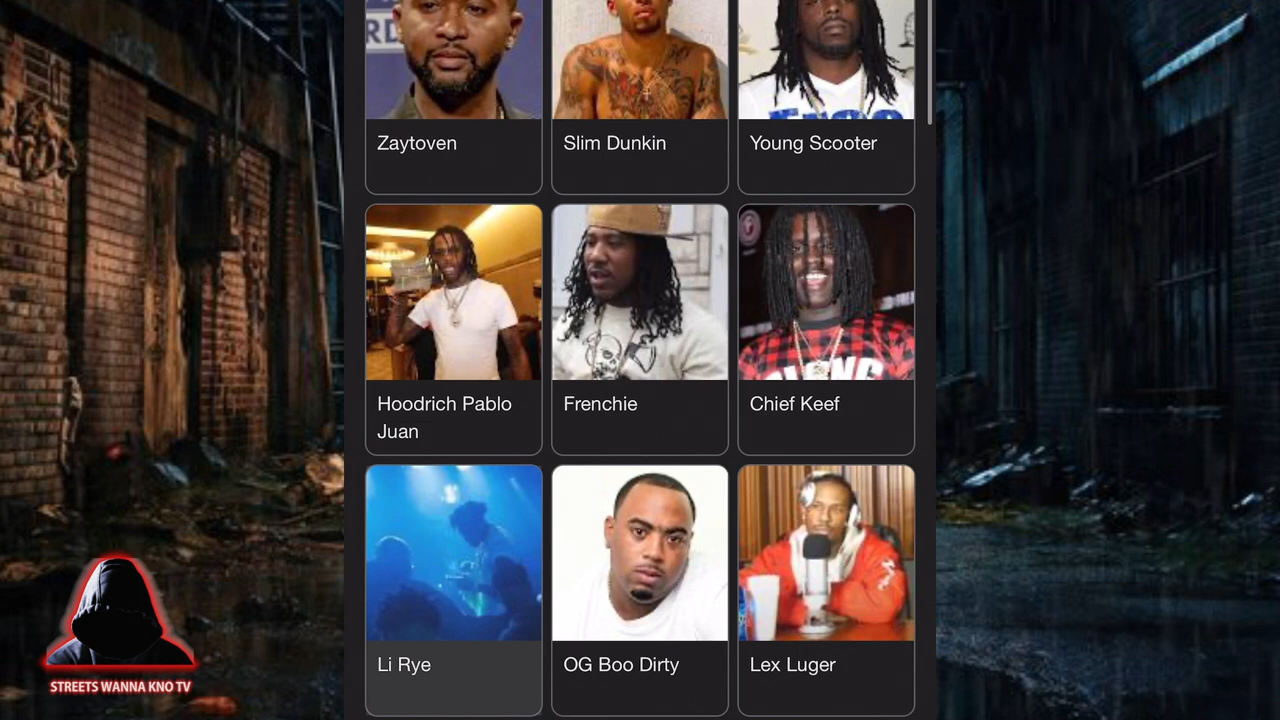 RD
Zaytoven
Slim Dunkin
Young Scooter
Hoodrich Pablo
Juan
Frenchie
Chief Keef
Li Rye
OG Boo Dirty
Lex Luger
STREETS WANNA KNO TV